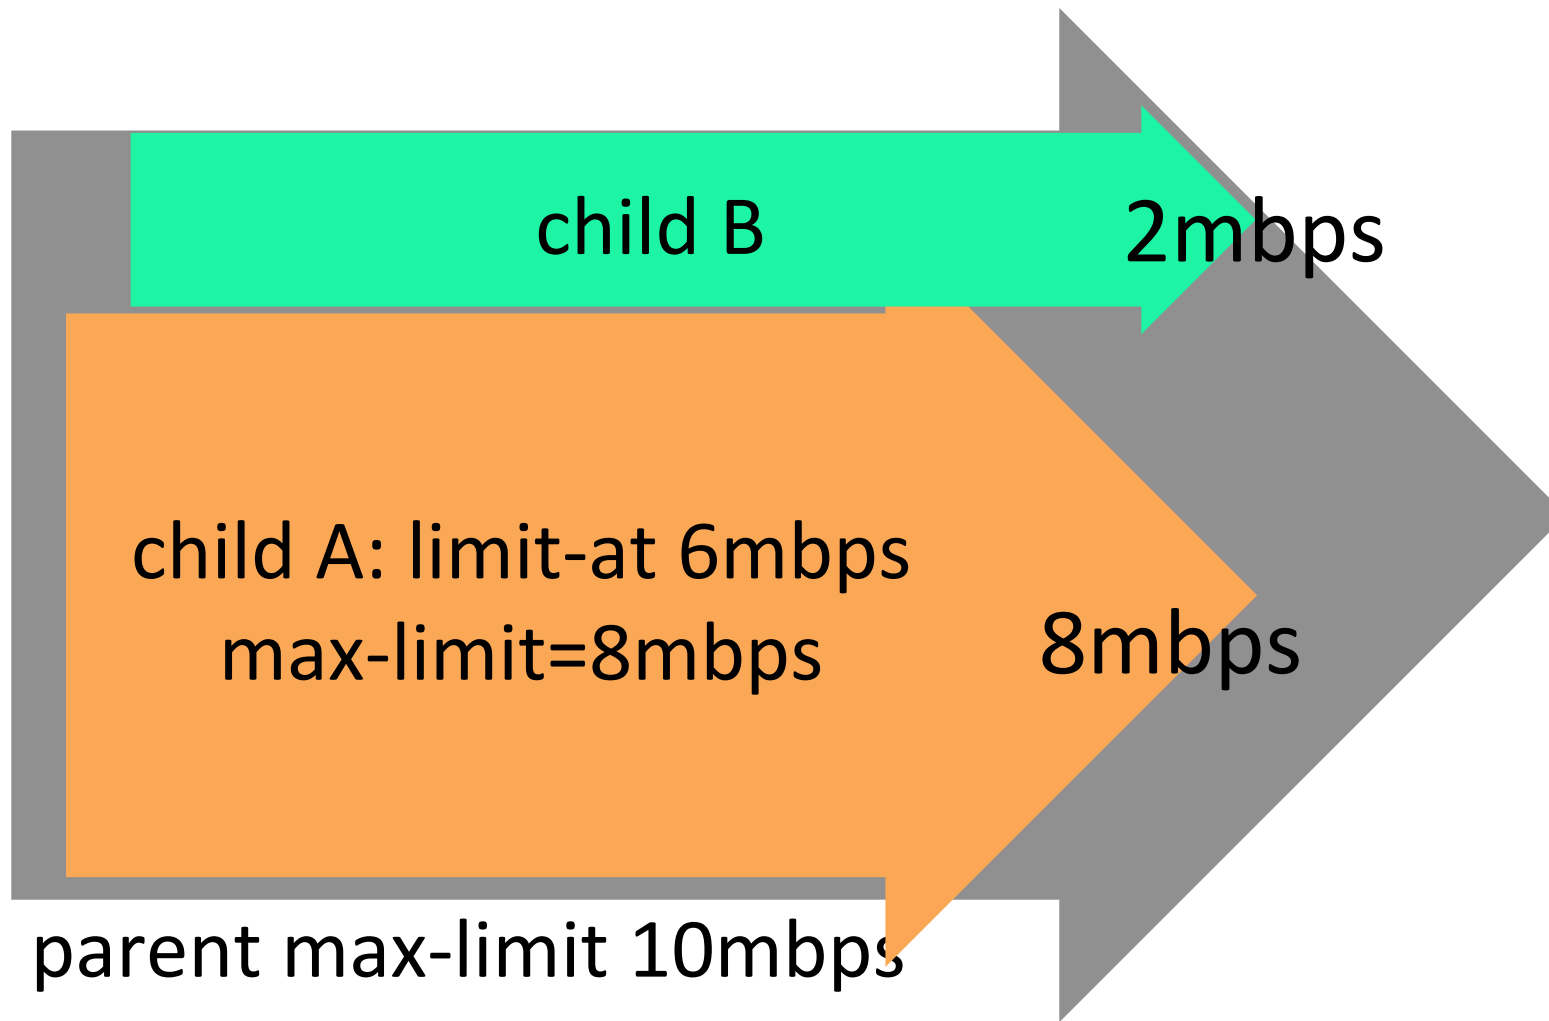 child B
2mbps
child A: limit-at 6mbps
max-limit=8mbps
8mbps
parent max-limit 10mbps